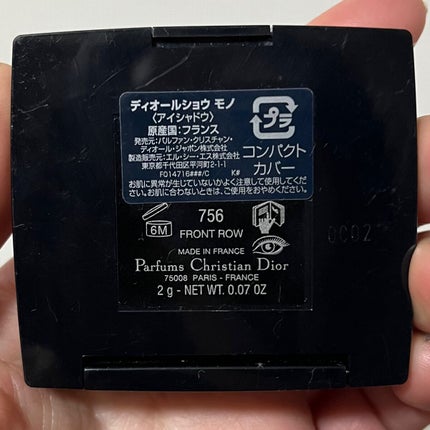 ディオールショウ モノ
〈アイシャドウ〉
原産国:フランス
発売元:パルファン・クリスチャン・
ディオール・ジャポン株式会社
製造販売元:エル・シー・エス株式会社
東京都千代田区平河町2-1-1
F014716###/C K#
プラ
コンパクト
カバー
お肌に異常が生じていないかよく注意して使用してくだ
さい。お肌に合わないときは、ご使用をおやめください。
6M
756
FRONT ROW
MADE IN FRANCE
Parfums Christian Dior
75008 PARIS - FRANCE
2 g - NET WT. 0.07 OZ